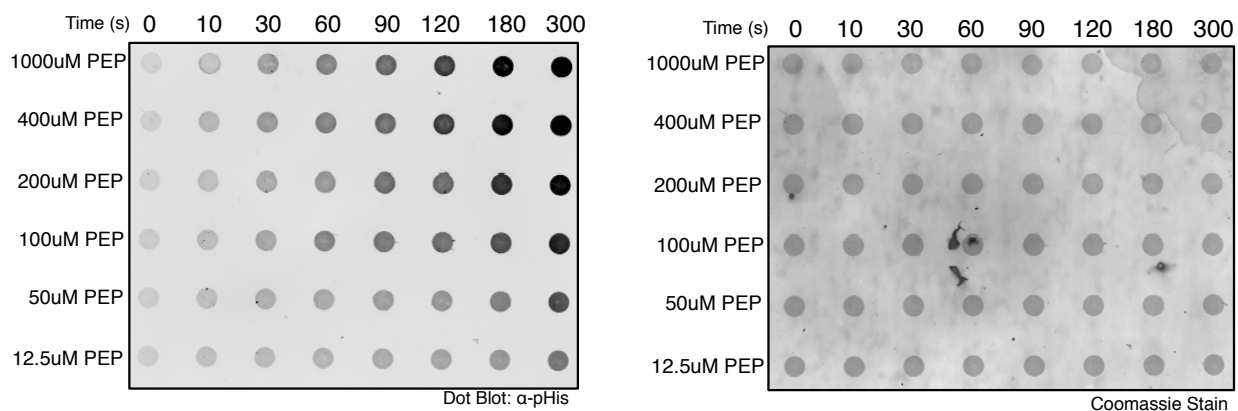 Time (s) 0 10 30 60 90 120 180 300
1000uM PEP
400uM PEP
200uM PEP
100uM PEP
50uM PEP
12.5uM PEP
Dot Blot: α-pHis
Time (s) 0 10 30 60 90 120 180 300
1000uM PEP
400uM PEP
200uM PEP
100uM PEP
50uM PEP
12.5uM PEP
Coomassie Stain